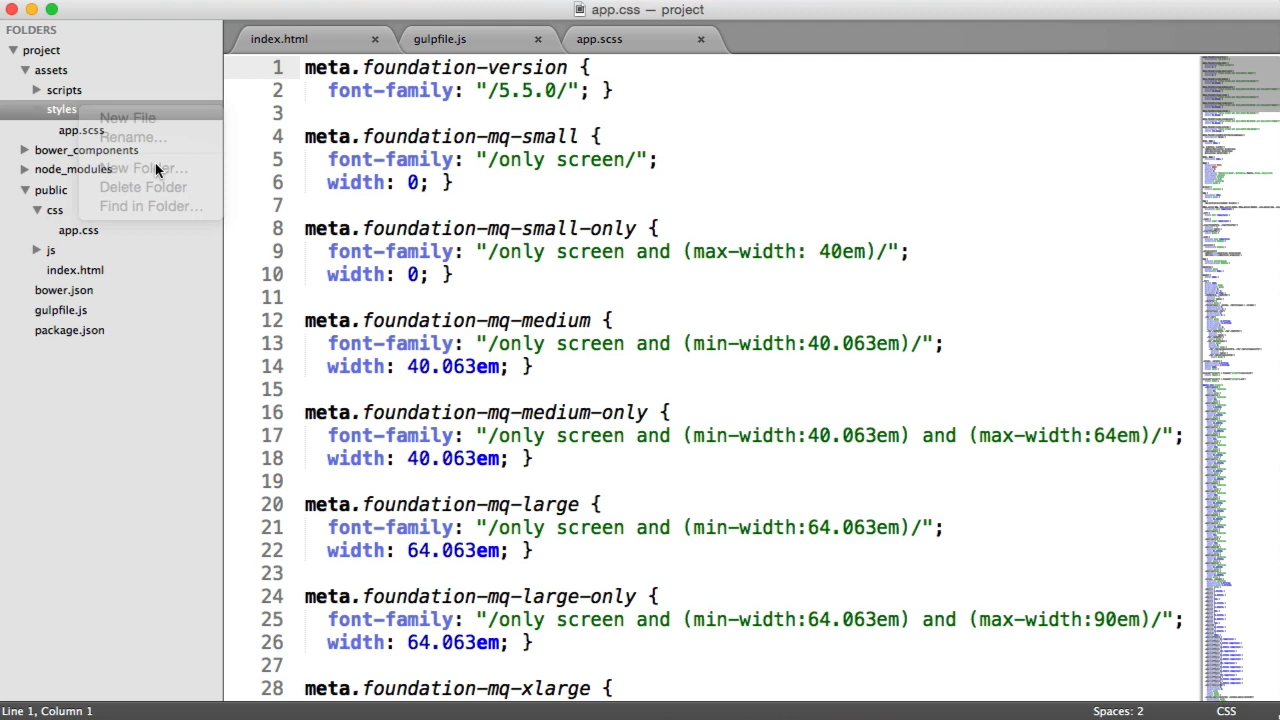 app.css — project
FOLDERS
project
assets
scripts
styles
app.scss
bower_components
node_modules
public
css
app.css
js
index.html
bower.json
gulpfile.js
package.json
New File
Rename...
New Folder...
Delete Folder
Find in Folder...
index.html × gulpfile.js × app.scss ×
1 meta.foundation-version {
2 font-family: "/5.5.0/"; }
3
4 meta.foundation-mq-small {
5 font-family: "/only screen/";
6 width: 0; }
7
8 meta.foundation-mq-small-only {
9 font-family: "/only screen and (max-width: 40em)/";
10 width: 0; }
11
12 meta.foundation-mq-medium {
13 font-family: "/only screen and (min-width:40.063em)/";
14 width: 40.063em; }
15
16 meta.foundation-mq-medium-only {
17 font-family: "/only screen and (min-width:40.063em) and (max-width:64em)/";
18 width: 40.063em; }
19
20 meta.foundation-mq-large {
21 font-family: "/only screen and (min-width:64.063em)/";
22 width: 64.063em; }
23
24 meta.foundation-mq-large-only {
25 font-family: "/only screen and (min-width:64.063em) and (max-width:90em)/";
26 width: 64.063em; }
27
28 meta.foundation-mq-xlarge {
Line 1, Column 1
Spaces: 2
CSS